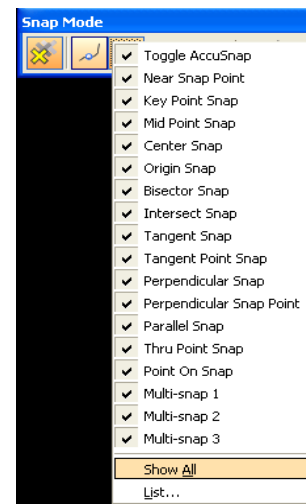 Snap Mode
Toggle AccuSnap
Near Snap Point
Key Point Snap
Mid Point Snap
Center Snap
Origin Snap
Bisector Snap
Intersect Snap
Tangent Snap
Tangent Point Snap
Perpendicular Snap
Perpendicular Snap Point
Parallel Snap
Thru Point Snap
Point On Snap
Multi-snap 1
Multi-snap 2
Multi-snap 3
Show All
List...